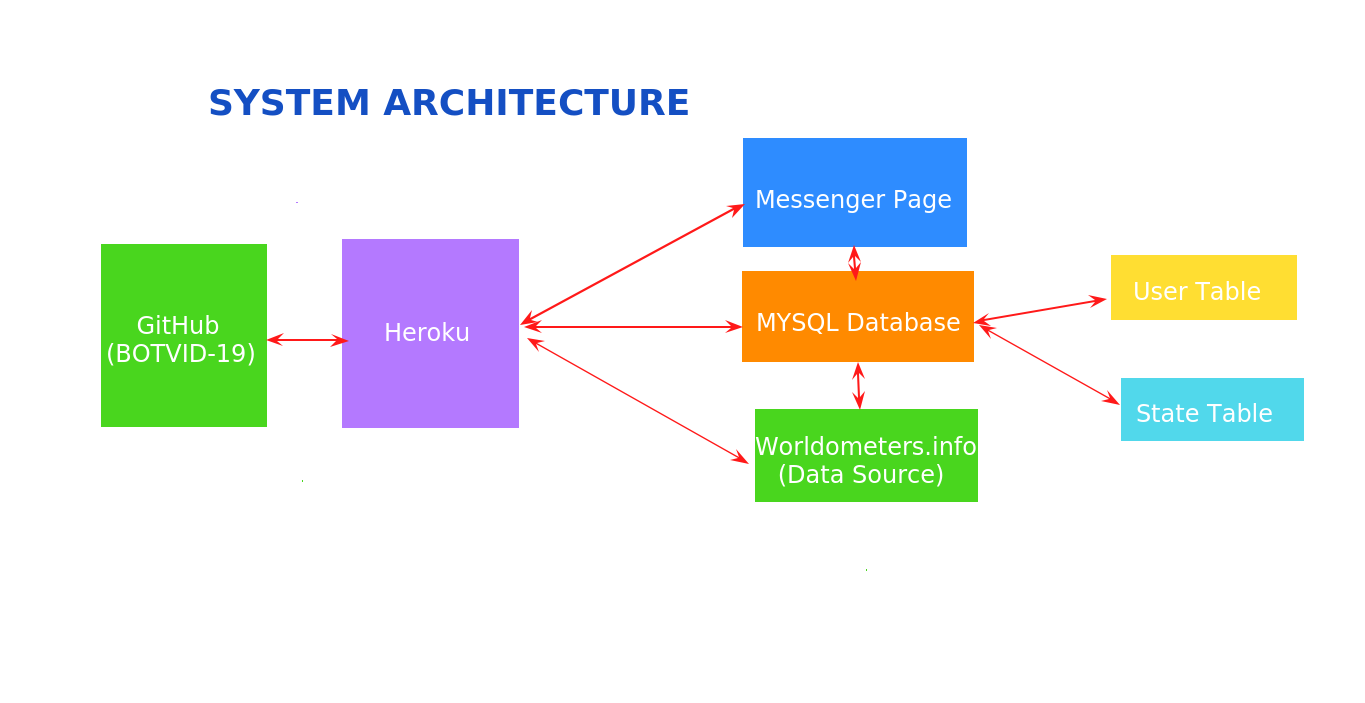 SYSTEM ARCHITECTURE
Messenger Page
GitHub
(BOTVID-19)
Heroku
MYSQL Database
User Table
State Table
Worldometers.info
(Data Source)